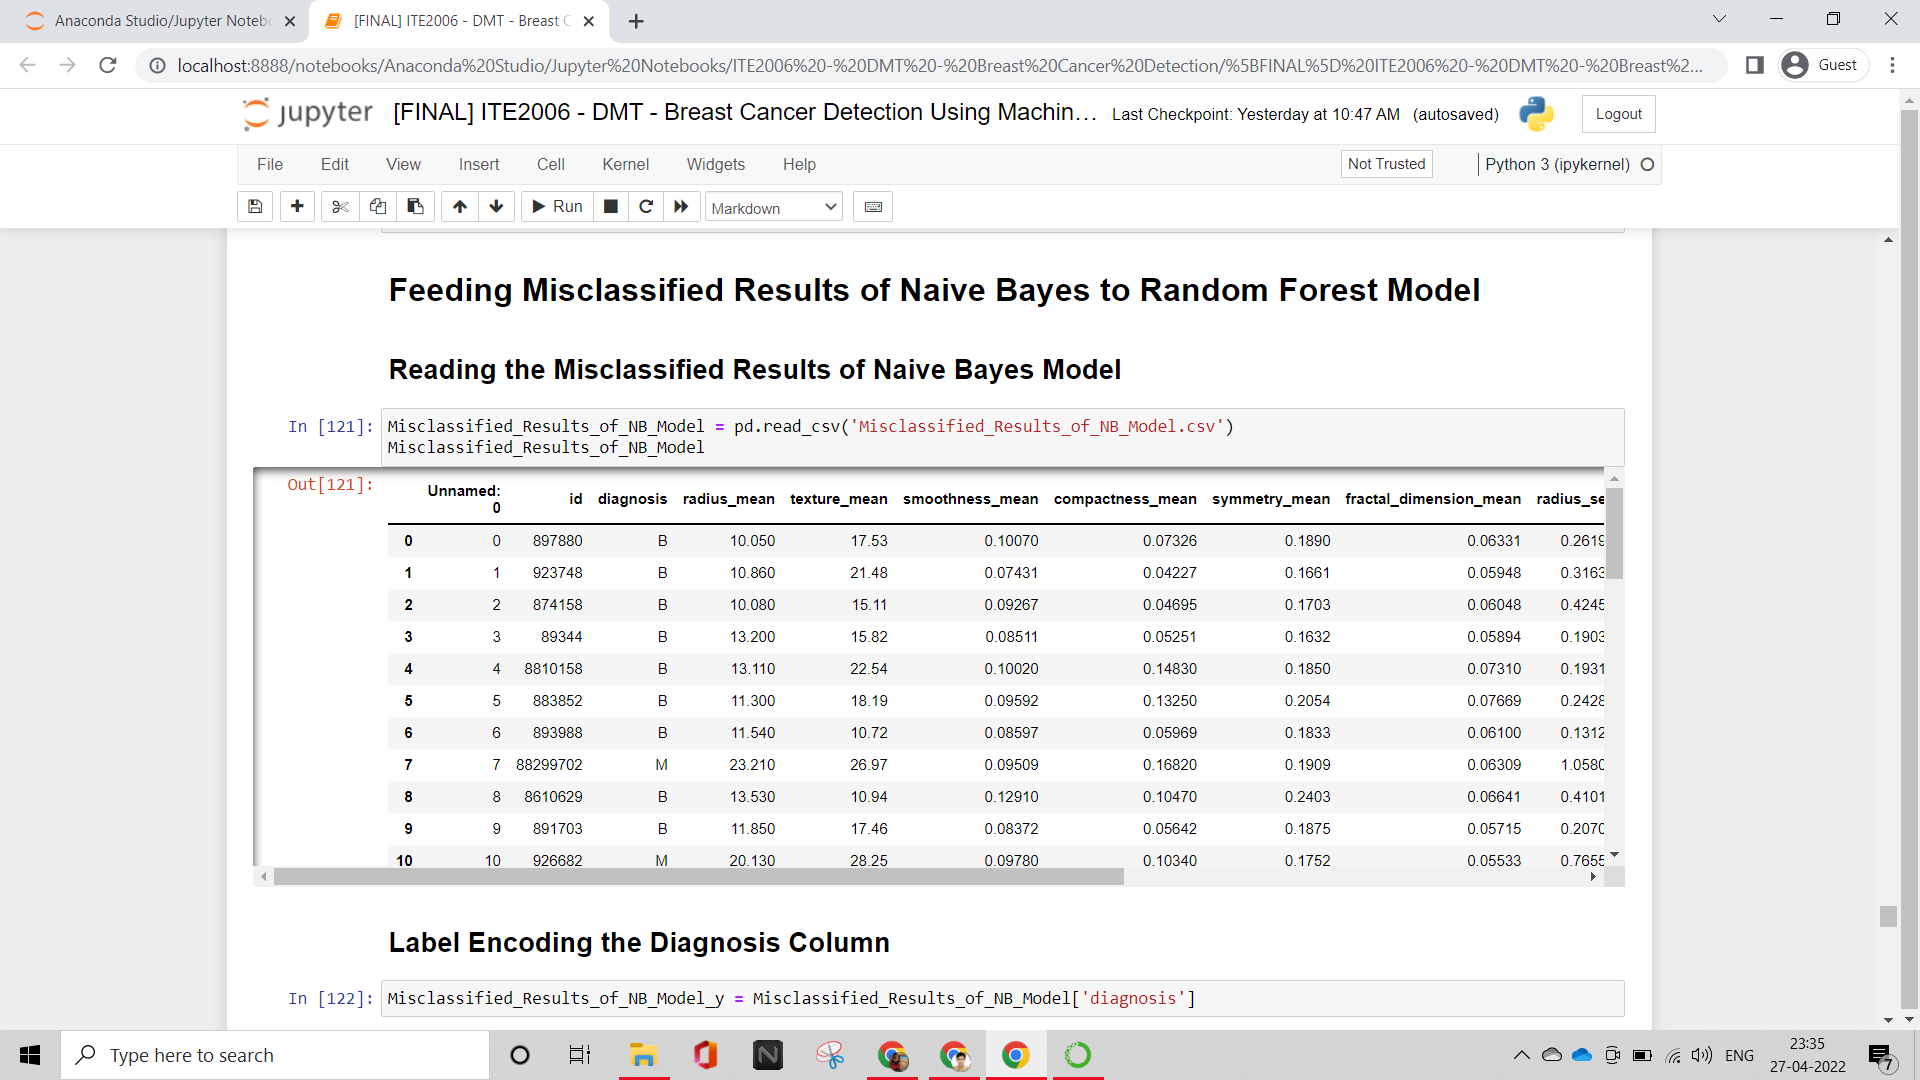 Anaconda Studio/Jupyter Noteb
[FINAL] ITE2006 - DMT - Breast C
localhost:8888/notebooks/Anaconda%20Studio/Jupyter%20Notebooks/ITE2006%20-%20DMT%20-%20Breast%20Cancer%20Detection/%5BFINAL%5D%20ITE2006%20-%20DMT%20-%20Breast%2...
Guest
jupyter
[FINAL] ITE2006 - DMT - Breast Cancer Detection Using Machin...
Last Checkpoint: Yesterday at 10:47 AM (autosaved)
Logout
File Edit View Insert Cell Kernel Widgets Help
Not Trusted
Python 3 (ipykernel)
Run
Markdown
Feeding Misclassified Results of Naive Bayes to Random Forest Model
Reading the Misclassified Results of Naive Bayes Model
In [121]: Misclassified_Results_of_NB_Model = pd.read_csv('Misclassified_Results_of_NB_Model.csv')
Misclassified_Results_of_NB_Model
Out[121]:
Unnamed: 0 id diagnosis radius_mean texture_mean smoothness_mean compactness_mean symmetry_mean fractal_dimension_mean radius_se
0 0 897880 B 10.050 17.53 0.10070 0.07326 0.1890 0.06331 0.2619
1 1 923748 B 10.860 21.48 0.07431 0.04227 0.1661 0.05948 0.3163
2 2 874158 B 10.080 15.11 0.09267 0.04695 0.1703 0.06048 0.4245
3 3 89344 B 13.200 15.82 0.08511 0.05251 0.1632 0.05894 0.1903
4 4 8810158 B 13.110 22.54 0.10020 0.14830 0.1850 0.07310 0.1931
5 5 883852 B 11.300 18.19 0.09592 0.13250 0.2054 0.07669 0.2428
6 6 893988 B 11.540 10.72 0.08597 0.05969 0.1833 0.06100 0.1312
7 7 88299702 M 23.210 26.97 0.09509 0.16820 0.1909 0.06309 1.0580
8 8 8610629 B 13.530 10.94 0.12910 0.10470 0.2403 0.06641 0.4101
9 9 891703 B 11.850 17.46 0.08372 0.05642 0.1875 0.05715 0.2070
10 10 926682 M 20.130 28.25 0.09780 0.10340 0.1752 0.05533 0.7655
Label Encoding the Diagnosis Column
In [122]: Misclassified_Results_of_NB_Model_y = Misclassified_Results_of_NB_Model['diagnosis']
Type here to search
N
ENG
23:35
27-04-2022
7